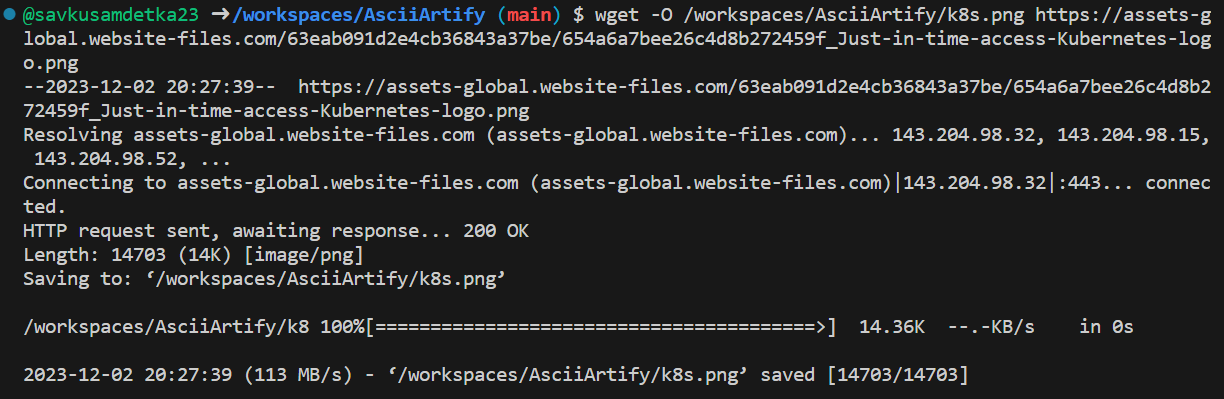 @savkusamdetka23 ➜/workspaces/AsciiArtify (main) $ wget -O /workspaces/AsciiArtify/k8s.png https://assets-g
lobal.website-files.com/63eab091d2e4cb36843a37be/654a6a7bee26c4d8b272459f_Just-in-time-access-Kubernetes-log
o.png
--2023-12-02 20:27:39--  https://assets-global.website-files.com/63eab091d2e4cb36843a37be/654a6a7bee26c4d8b2
72459f_Just-in-time-access-Kubernetes-logo.png
Resolving assets-global.website-files.com (assets-global.website-files.com)... 143.204.98.32, 143.204.98.15,
 143.204.98.52, ...
Connecting to assets-global.website-files.com (assets-global.website-files.com)|143.204.98.32|:443... connec
ted.
HTTP request sent, awaiting response... 200 OK
Length: 14703 (14K) [image/png]
Saving to: ‘/workspaces/AsciiArtify/k8s.png’
/workspaces/AsciiArtify/k8 100%[========================================>]  14.36K  --.-KB/s    in 0s
2023-12-02 20:27:39 (113 MB/s) - ‘/workspaces/AsciiArtify/k8s.png’ saved [14703/14703]